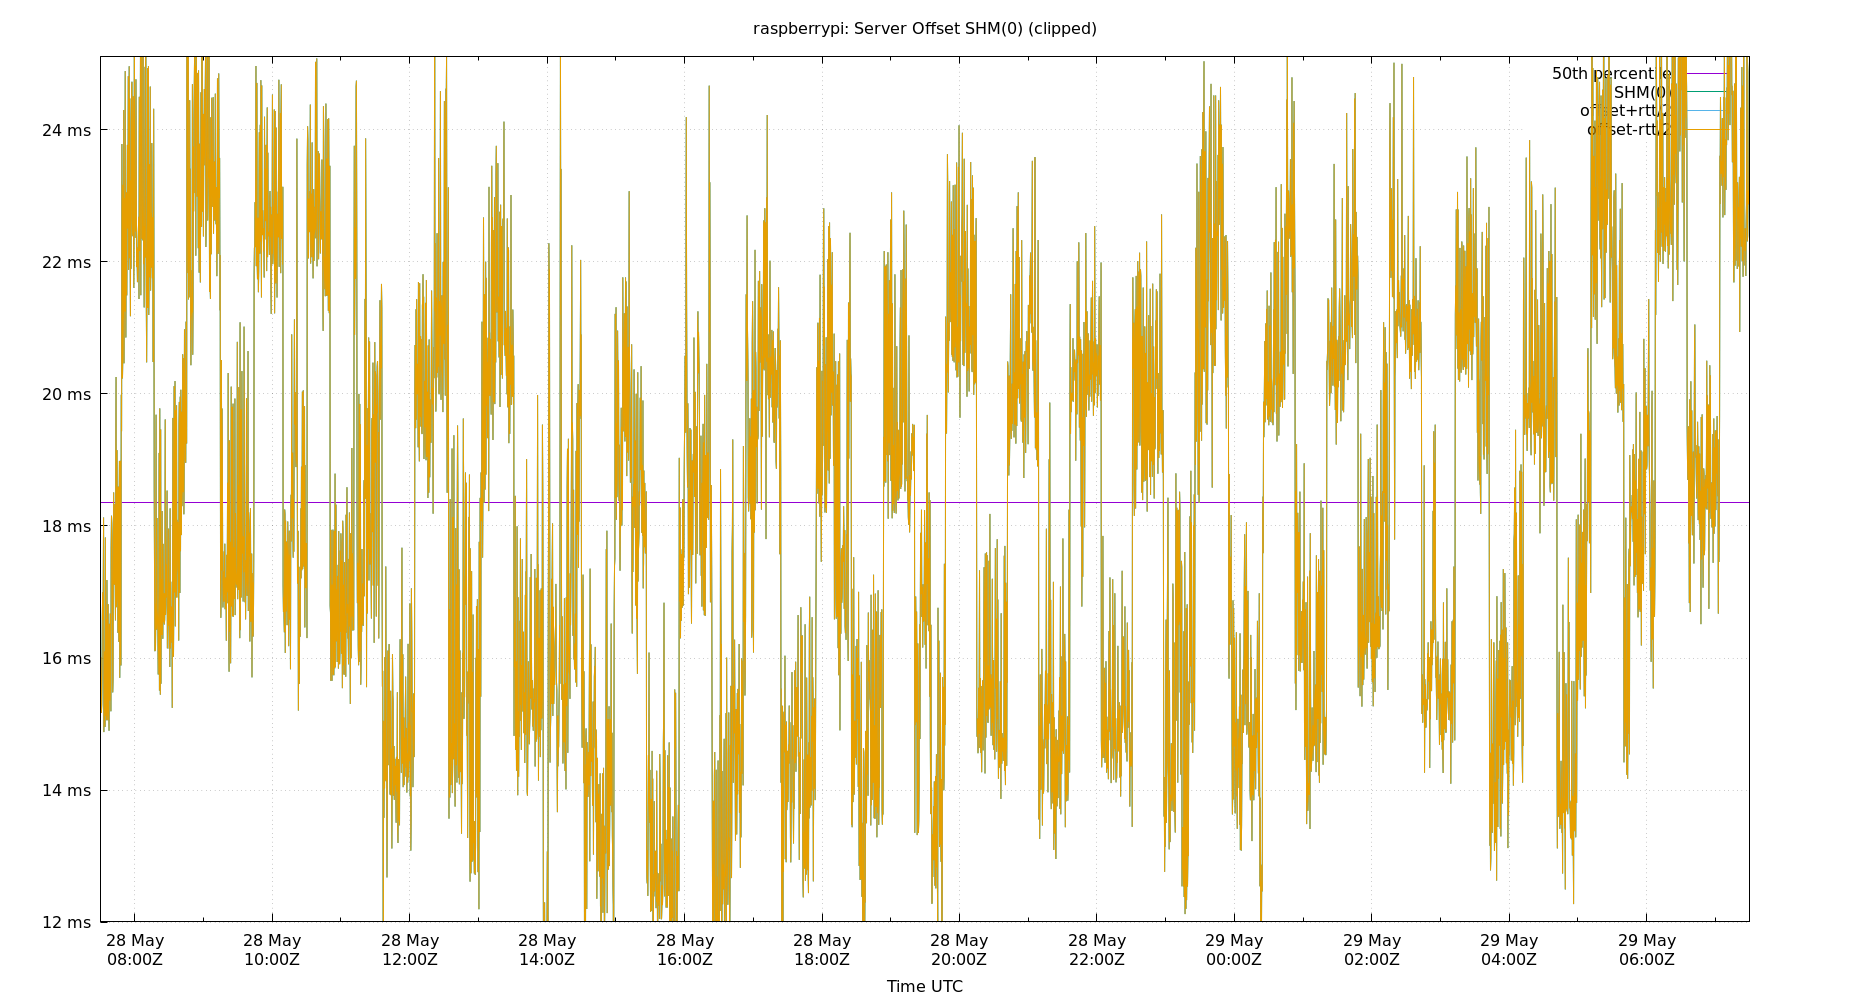 raspberrypi: Server Offset SHM(0) (clipped)
50th percentile
SHM(0)
offset+rtt/2
offset-rtt/2
24 ms
22 ms
20 ms
18 ms
16 ms
14 ms
12 ms
28 May 28 May 28 May 28 May 28 May 28 May 28 May 28 May 29 May 29 May 29 May 29 May
08:00Z 10:00Z 12:00Z 14:00Z 16:00Z 18:00Z 20:00Z 22:00Z 00:00Z 02:00Z 04:00Z 06:00Z
Time UTC